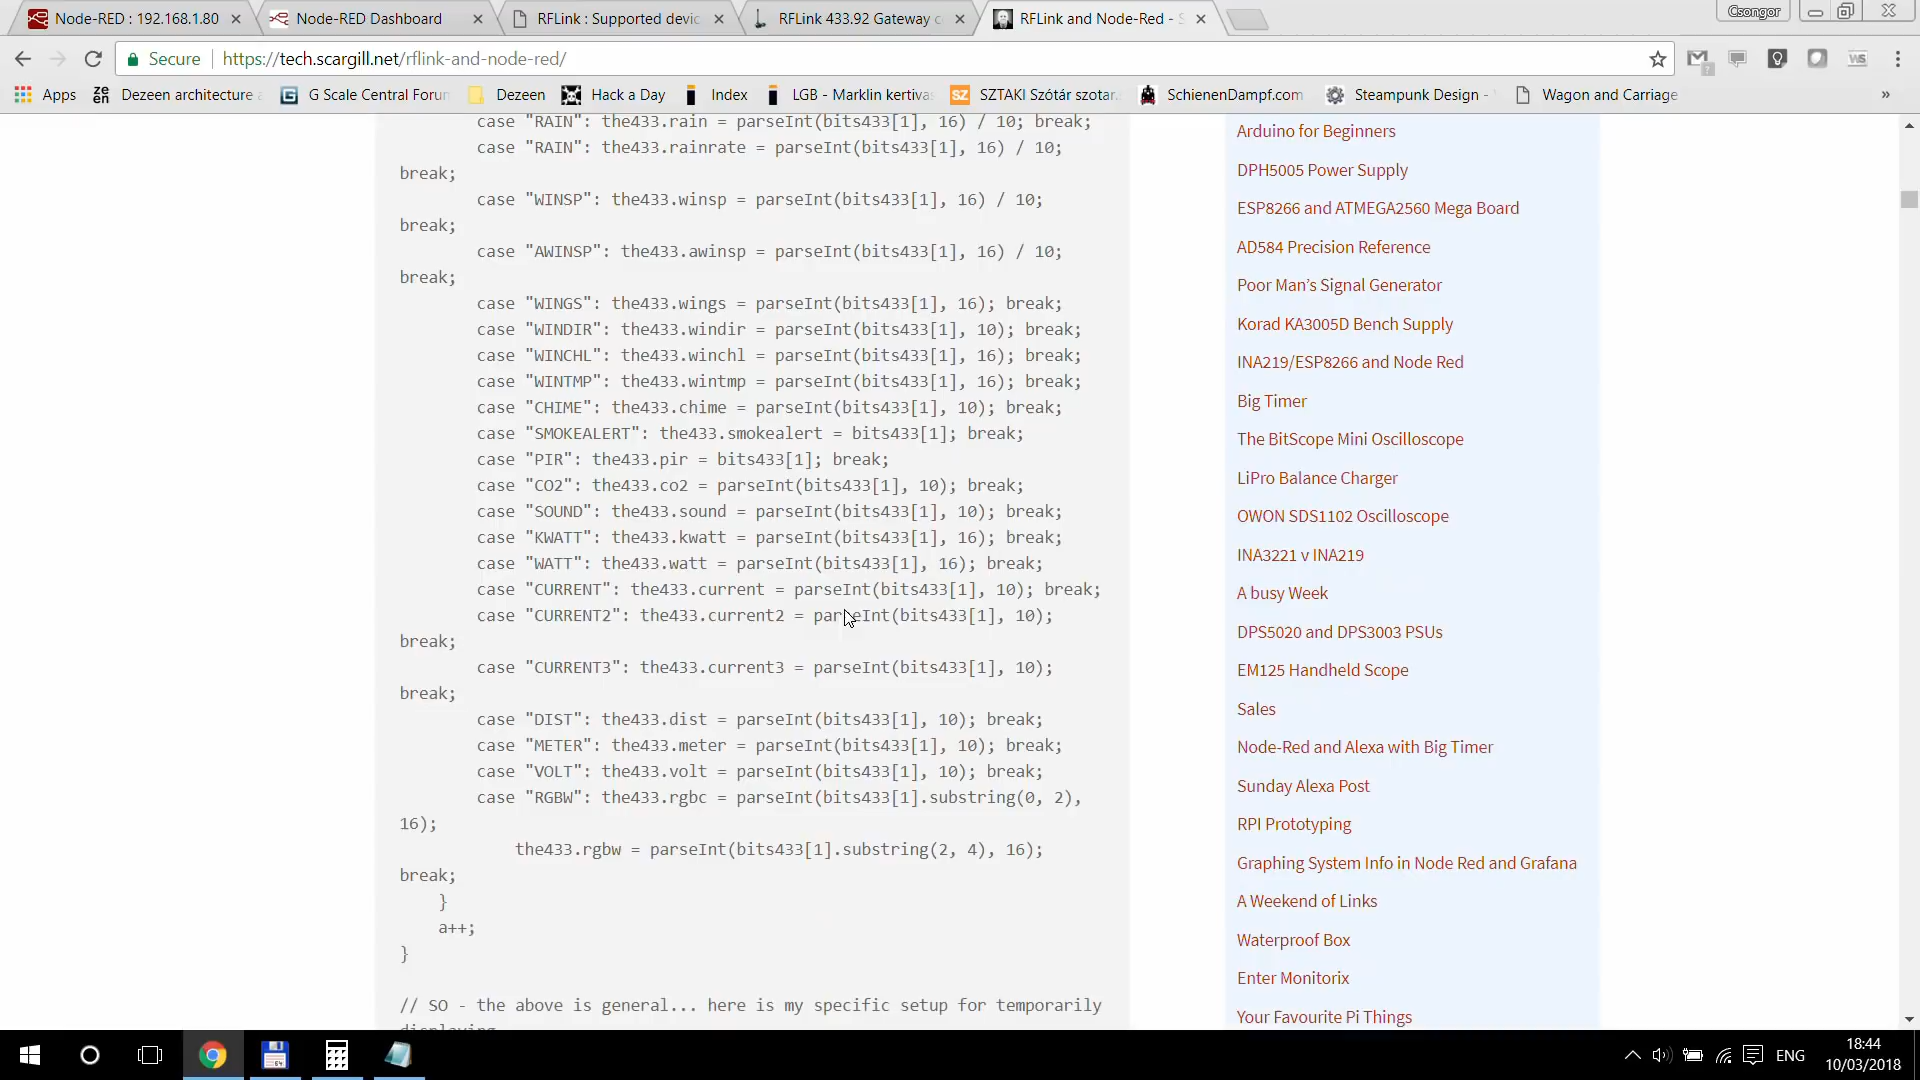 Node-RED : 192.168.1.80
Node-RED Dashboard
RFLink : Supported devic
RFLink 433.92 Gateway c
RFLink and Node-Red - S
Csongor
Secure
https://tech.scargill.net/rflink-and-node-red/
Apps
Dezeen architecture
G Scale Central Forum
Dezeen
Hack a Day
Index
LGB - Marklin kertivas
SZTAKI Szótár szotar.
SchienenDampf.com
Steampunk Design -
Wagon and Carriage
»
case "RAIN": the433.rain = parseInt(bits433[1], 16) / 10; break;
case "RAIN": the433.rainrate = parseInt(bits433[1], 16) / 10;
break;
case "WINSP": the433.winsp = parseInt(bits433[1], 16) / 10;
break;
case "AWINSP": the433.awinsp = parseInt(bits433[1], 16) / 10;
break;
case "WINGS": the433.wings = parseInt(bits433[1], 16); break;
case "WINDIR": the433.windir = parseInt(bits433[1], 10); break;
case "WINCHL": the433.winchl = parseInt(bits433[1], 16); break;
case "WINTMP": the433.wintmp = parseInt(bits433[1], 16); break;
case "CHIME": the433.chime = parseInt(bits433[1], 10); break;
case "SMOKEALERT": the433.smokealert = bits433[1]; break;
case "PIR": the433.pir = bits433[1]; break;
case "CO2": the433.co2 = parseInt(bits433[1], 10); break;
case "SOUND": the433.sound = parseInt(bits433[1], 10); break;
case "KWATT": the433.kwatt = parseInt(bits433[1], 16); break;
case "WATT": the433.watt = parseInt(bits433[1], 16); break;
case "CURRENT": the433.current = parseInt(bits433[1], 10); break;
case "CURRENT2": the433.current2 = parseInt(bits433[1], 10);
break;
case "CURRENT3": the433.current3 = parseInt(bits433[1], 10);
break;
case "DIST": the433.dist = parseInt(bits433[1], 10); break;
case "METER": the433.meter = parseInt(bits433[1], 10); break;
case "VOLT": the433.volt = parseInt(bits433[1], 10); break;
case "RGBW": the433.rgbc = parseInt(bits433[1].substring(0, 2),
16);
the433.rgbw = parseInt(bits433[1].substring(2, 4), 16);
break;
}
a++;
}
// SO - the above is general... here is my specific setup for temporarily
displaying
Arduino for Beginners
DPH5005 Power Supply
ESP8266 and ATMEGA2560 Mega Board
AD584 Precision Reference
Poor Man's Signal Generator
Korad KA3005D Bench Supply
INA219/ESP8266 and Node Red
Big Timer
The BitScope Mini Oscilloscope
LiPro Balance Charger
OWON SDS1102 Oscilloscope
INA3221 v INA219
A busy Week
DPS5020 and DPS3003 PSUs
EM125 Handheld Scope
Sales
Node-Red and Alexa with Big Timer
Sunday Alexa Post
RPI Prototyping
Graphing System Info in Node Red and Grafana
A Weekend of Links
Waterproof Box
Enter Monitorix
Your Favourite Pi Things
ENG
18:44
10/03/2018